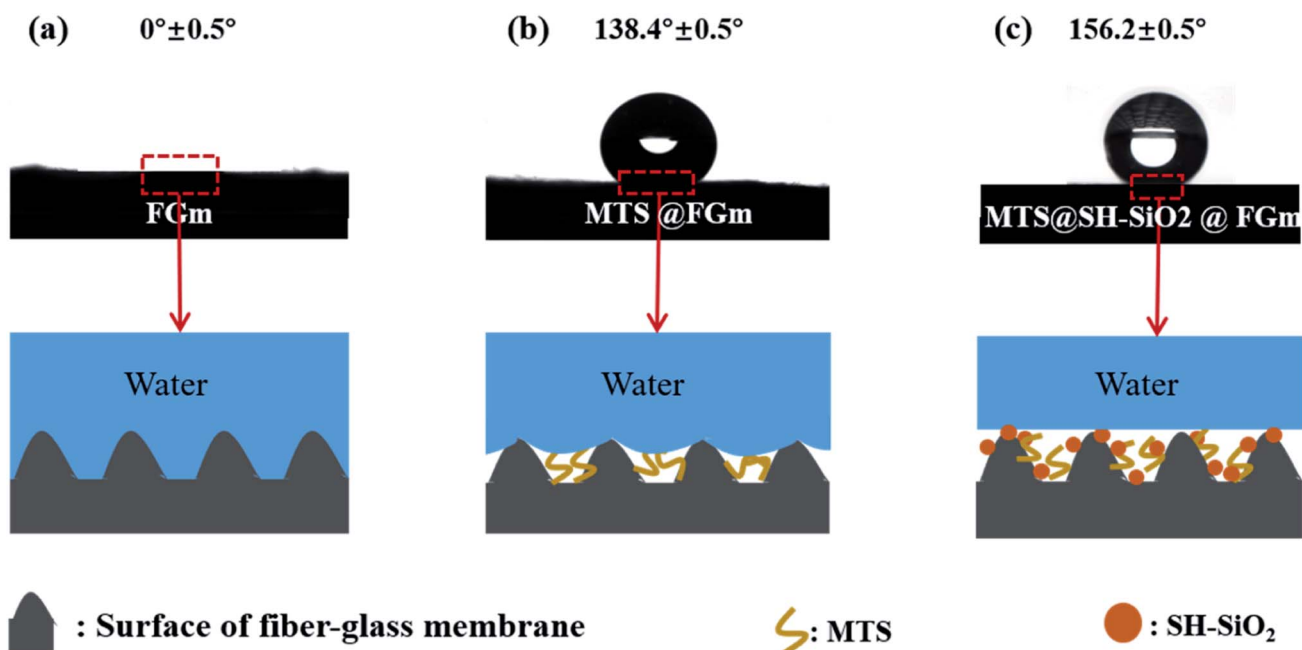 (a) 0°±0.5°
(b) 138.4°±0.5°
(c) 156.2±0.5°
FGm
MTS @FGm
MTS@SH-SiO2 @ FGm
Water
Water
Water
: Surface of fiber-glass membrane
: MTS
: SH-SiO₂